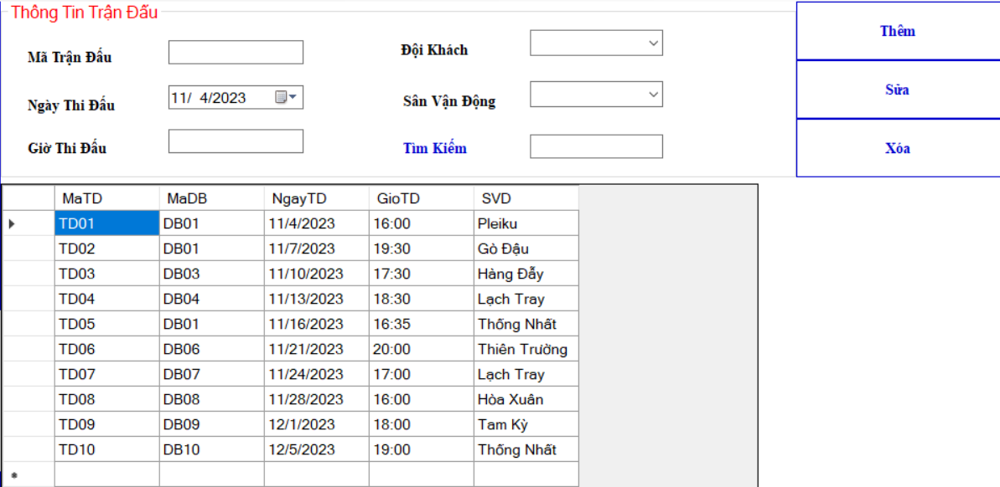 Thông Tin Trận Đấu
Mã Trận Đấu
Đội Khách
Thêm
Ngày Thi Đấu 11/ 4/2023
Sân Vận Động
Sửa
Giờ Thi Đấu
Tìm Kiếm
Xóa
MaTD MaDB NgayTD GioTD SVD
TD01 DB01 11/4/2023 16:00 Pleiku
TD02 DB01 11/7/2023 19:30 Gò Đậu
TD03 DB03 11/10/2023 17:30 Hàng Đẫy
TD04 DB04 11/13/2023 18:30 Lạch Tray
TD05 DB01 11/16/2023 16:35 Thống Nhất
TD06 DB06 11/21/2023 20:00 Thiên Trường
TD07 DB07 11/24/2023 17:00 Lạch Tray
TD08 DB08 11/28/2023 16:00 Hòa Xuân
TD09 DB09 12/1/2023 18:00 Tam Kỳ
TD10 DB10 12/5/2023 19:00 Thống Nhất